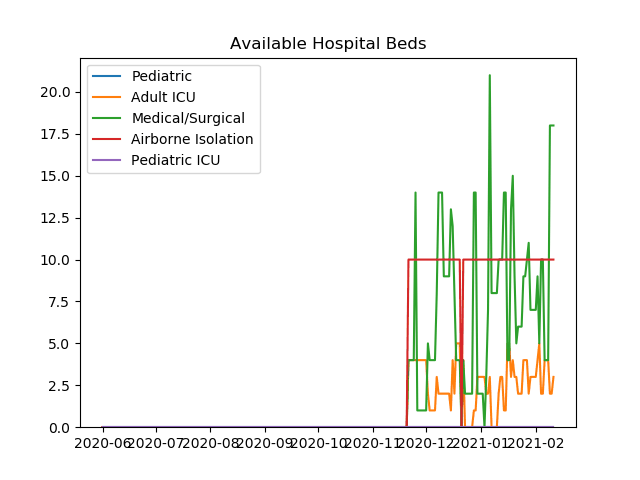 Available Hospital Beds
Pediatric
Adult ICU
Medical/Surgical
Airborne Isolation
Pediatric ICU
20.0
17.5
15.0
12.5
10.0
7.5
5.0
2.5
0.0
2020-06 2020-07 2020-08 2020-09 2020-10 2020-11 2020-12 2021-01 2021-02